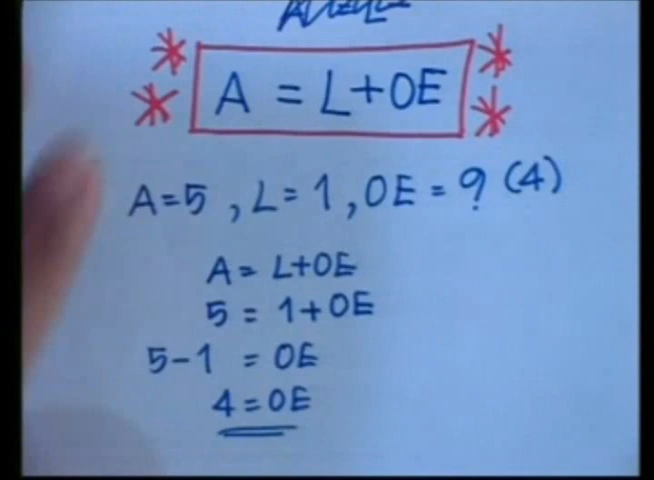 A = L+OE
A=5, L=1, OE = ? (4)
A = L+OE
5 = 1+OE
5-1 = OE
4=OE